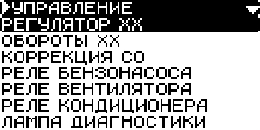 УПРАВЛЕНИЕ
РЕГУЛЯТОР ХХ
ОБОРОТЫ ХХ
КОРРЕКЦИЯ СО
РЕЛЕ БЕНЗОНАСОСА
РЕЛЕ ВЕНТИЛЯТОРА
РЕЛЕ КОНДИЦИОНЕРА
ЛАМПА ДИАГНОСТИКИ